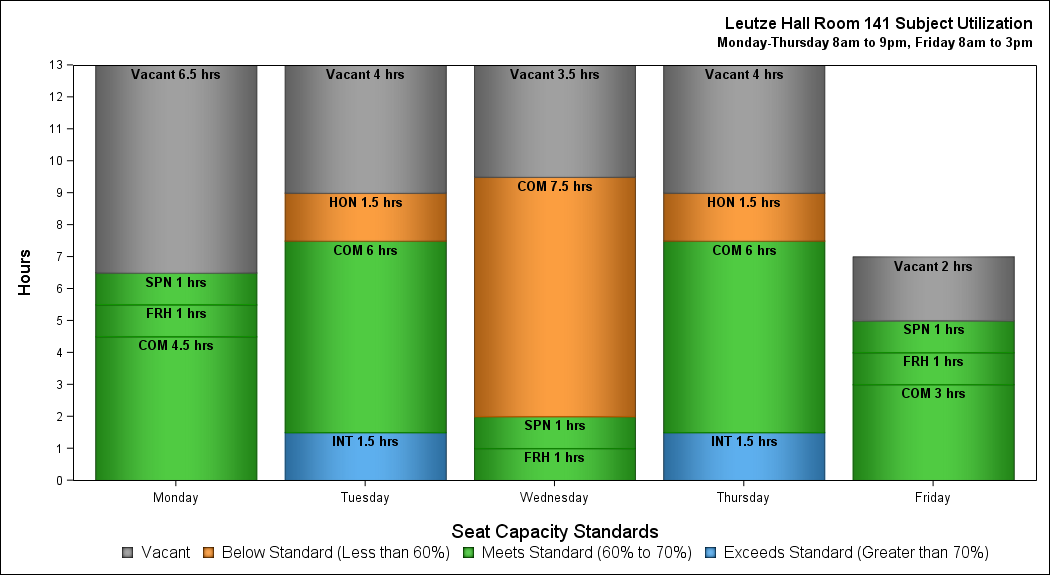 Leutze Hall Room 141 Subject Utilization
Monday-Thursday 8am to 9pm, Friday 8am to 3pm
13
12
11
10
9
8
7
6
5
4
3
2
1
0
Hours
Vacant 6.5 hrs
SPN 1 hrs
FRH 1 hrs
COM 4.5 hrs
Vacant 4 hrs
HON 1.5 hrs
COM 6 hrs
INT 1.5 hrs
Vacant 3.5 hrs
COM 7.5 hrs
SPN 1 hrs
FRH 1 hrs
Vacant 4 hrs
HON 1.5 hrs
COM 6 hrs
INT 1.5 hrs
Vacant 2 hrs
SPN 1 hrs
FRH 1 hrs
COM 3 hrs
Monday Tuesday Wednesday Thursday Friday
Seat Capacity Standards
Vacant Below Standard (Less than 60%) Meets Standard (60% to 70%) Exceeds Standard (Greater than 70%)